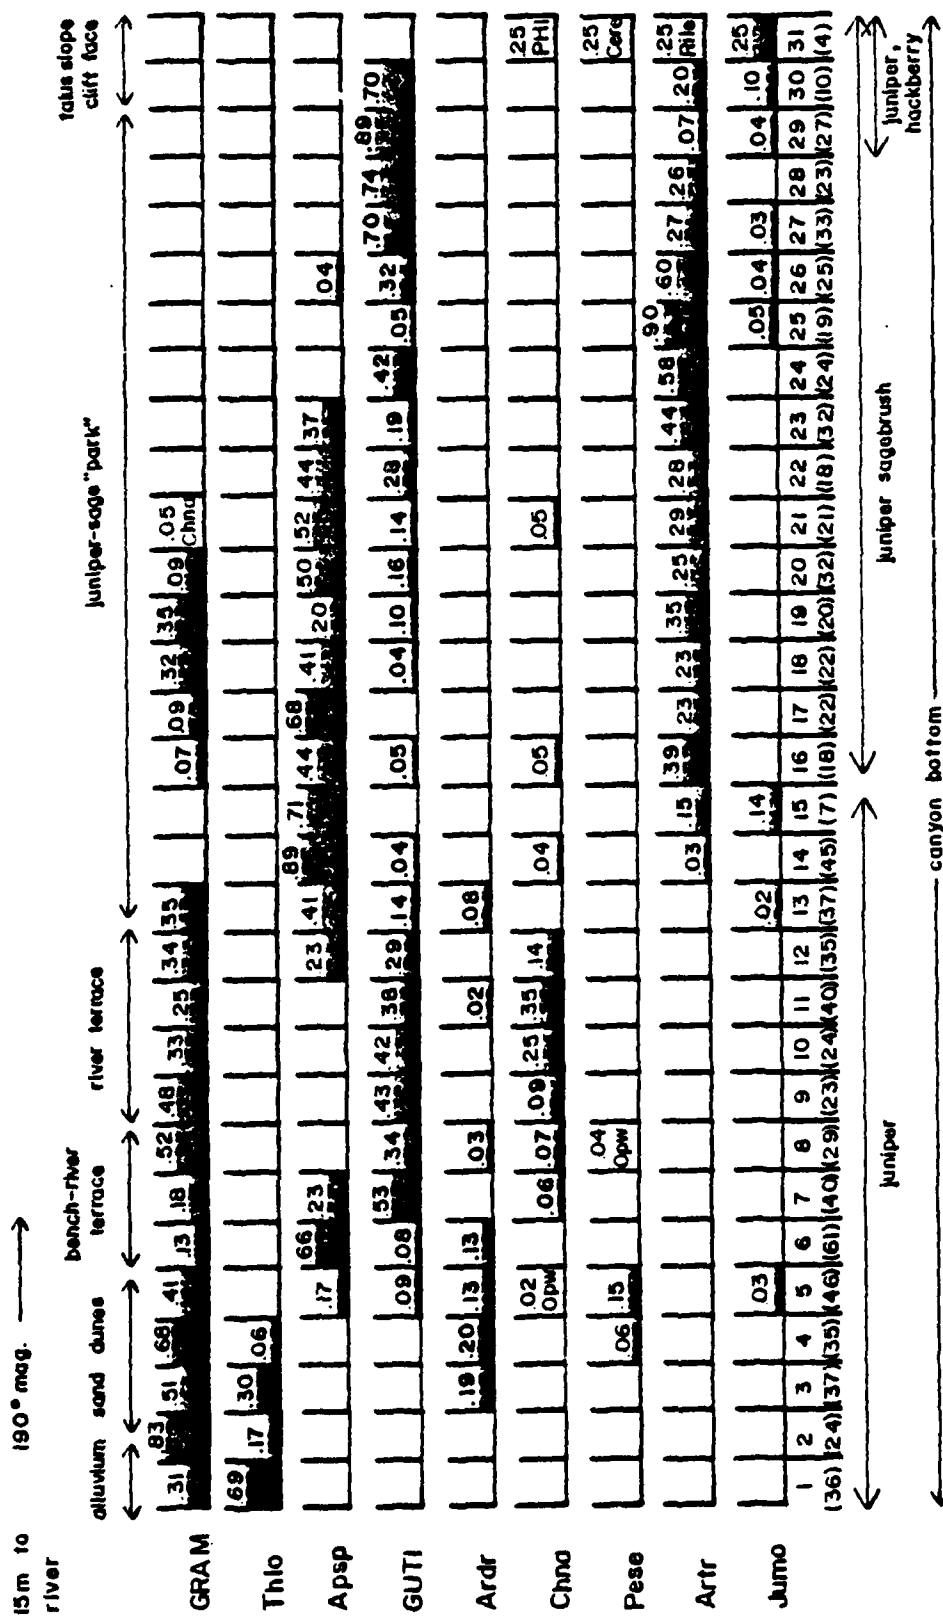 15m to 190° mag.
river
bench-river talus slope
alluvium sand dunes terrace river terrace juniper-sage "park" cliff face
GRAM .31 .83 .51 .68 .41 .13 .18 .52 .48 .33 .25 .34 .35 .07 .09 .32 .35 .09 .05
Chna
Thlo .69 .17 .30 .06
Apsp .17 .66 .23 .23 .41 .89 .71 .44 .68 .41 .20 .50 .52 .44 .37 .04
GUTI .09 .08 .53 .34 .43 .42 .38 .29 .14 .04 .05 .04 .10 .16 .14 .28 .19 .42 .05 .32 .70 .74 .89 .70
Ardr .19 .20 .13 .13 .03 .02 .08
Chna .02 .06 .07 .09 .25 .35 .14 .04 .05 .05 .25
Opw PHI
Pese .06 .15 .04 .25
Opw Cere
Artr .03 .15 .39 .23 .23 .35 .25 .29 .28 .44 .58 .90 .60 .27 .26 .07 .20 .25
Rile
Jumo .03 .02 .14 .05 .04 .03 .04 .10 .25
1 2 3 4 5 6 7 8 9 10 11 12 13 14 15 16 17 18 19 20 21 22 23 24 25 26 27 28 29 30 31
(36) (24) (37) (35) (46) (61) (40) (29) (23) (24) (40) (35) (37) (45) (7) (18) (22) (22) (20) (32) (21) (18) (32) (24) (19) (25) (33) (23) (27) (10) (4)
juniper juniper sagebrush juniper,
hackberry
canyon bottom